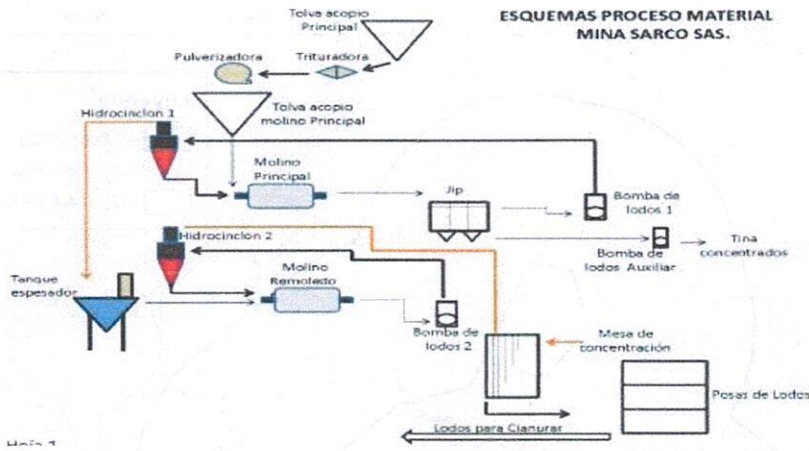 ESQUEMAS PROCESO MATERIAL
MINA SARCO SAS.
Tolva acopio
Principal
Pulverizadora
Trituradora
Tolva acopio
molino Principal
Hidrocinclon 1
Molino
Principal
Jip
Bomba de
lodos 1
Hidrocinclon 2
Bomba de
lodos Auxiliar
Tina
concentrados
Tanque
espesador
Molino
Remoledo
Bomba de
lodos 2
Mesa de
concentración
Posas de Lodos
Lodos para Cianurar